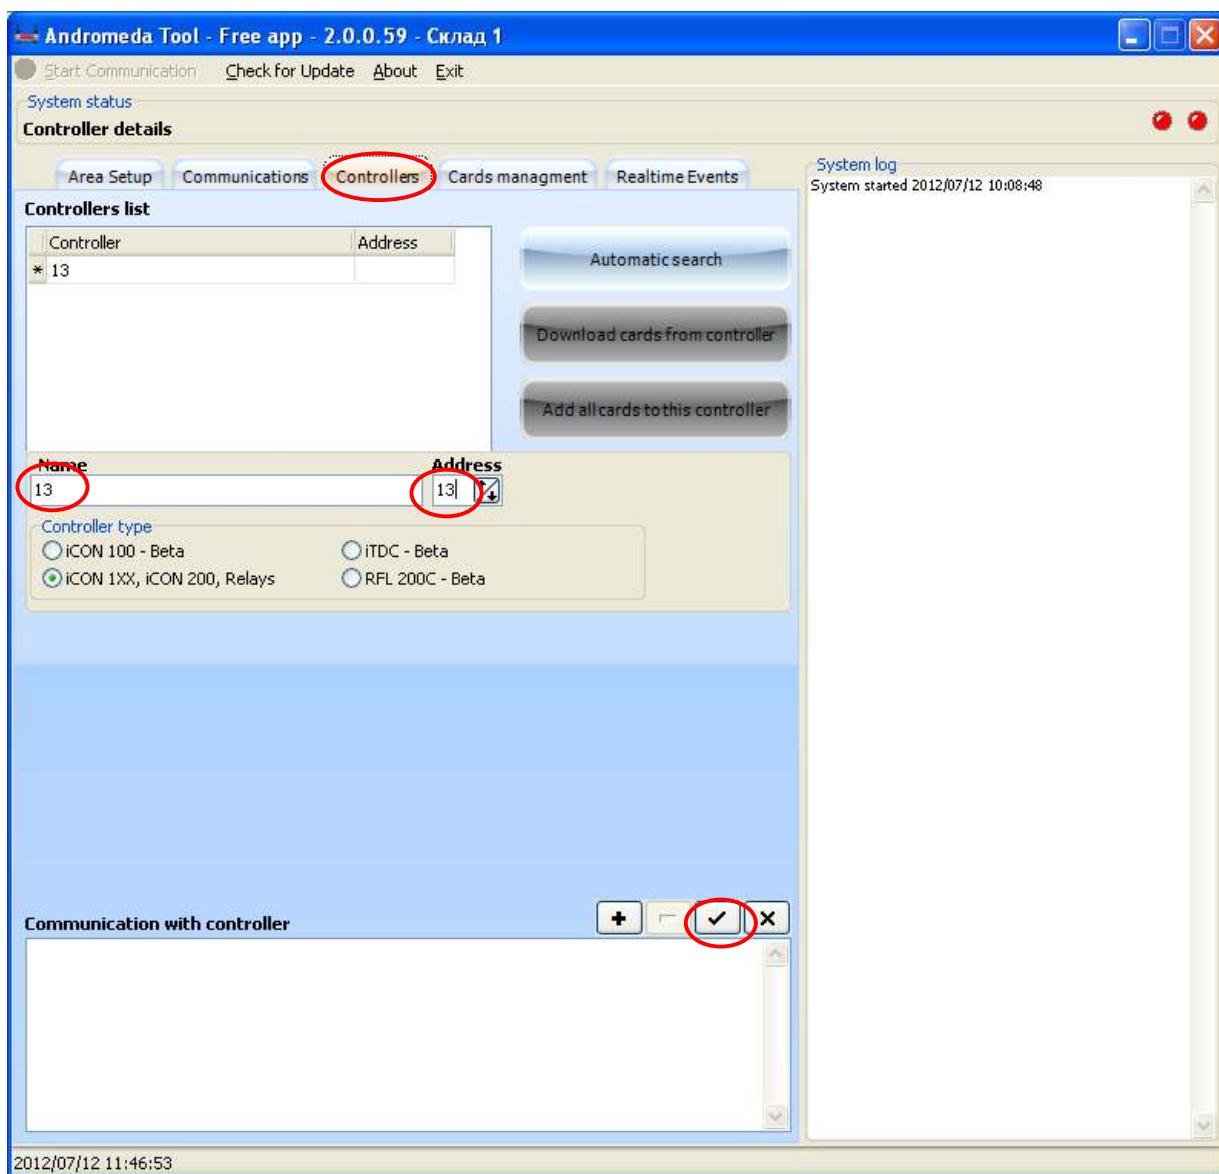 Andromeda Tool - Free app - 2.0.0.59 - Склад 1
Start Communication Check for Update About Exit
System status
Controller details
Area Setup Communications Controllers Cards managment Realtime Events
System log
System started 2012/07/12 10:08:48
Controllers list
Controller Address
* 13
Automatic search
Download cards from controller
Add all cards to this controller
Name Address
13 13
Controller type
iCON 100 - Beta iTDC - Beta
iCON 1XX, iCON 200, Relays RFL 200C - Beta
Communication with controller
2012/07/12 11:46:53